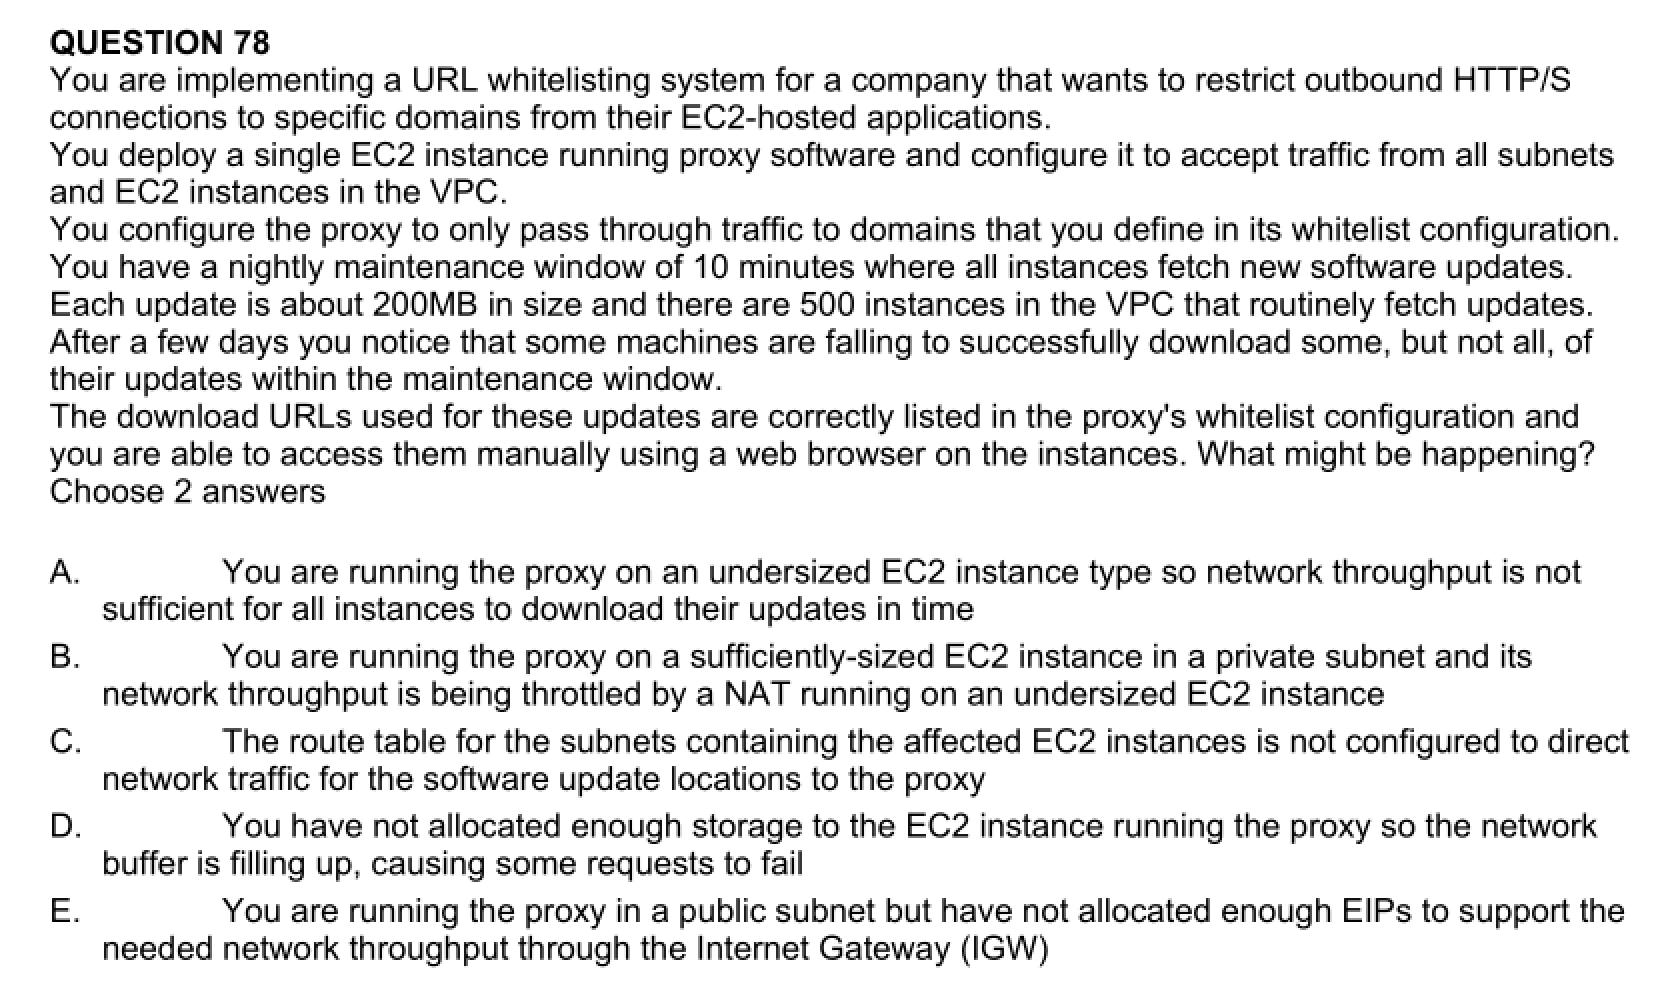 QUESTION 78
You are implementing a URL whitelisting system for a company that wants to restrict outbound HTTP/S
connections to specific domains from their EC2-hosted applications.
You deploy a single EC2 instance running proxy software and configure it to accept traffic from all subnets
and EC2 instances in the VPC.
You configure the proxy to only pass through traffic to domains that you define in its whitelist configuration.
You have a nightly maintenance window of 10 minutes where all instances fetch new software updates.
Each update is about 200MB in size and there are 500 instances in the VPC that routinely fetch updates.
After a few days you notice that some machines are falling to successfully download some, but not all, of
their updates within the maintenance window.
The download URLs used for these updates are correctly listed in the proxy's whitelist configuration and
you are able to access them manually using a web browser on the instances. What might be happening?
Choose 2 answers
A. You are running the proxy on an undersized EC2 instance type so network throughput is not
sufficient for all instances to download their updates in time
B. You are running the proxy on a sufficiently-sized EC2 instance in a private subnet and its
network throughput is being throttled by a NAT running on an undersized EC2 instance
C. The route table for the subnets containing the affected EC2 instances is not configured to direct
network traffic for the software update locations to the proxy
D. You have not allocated enough storage to the EC2 instance running the proxy so the network
buffer is filling up, causing some requests to fail
E. You are running the proxy in a public subnet but have not allocated enough EIPs to support the
needed network throughput through the Internet Gateway (IGW)